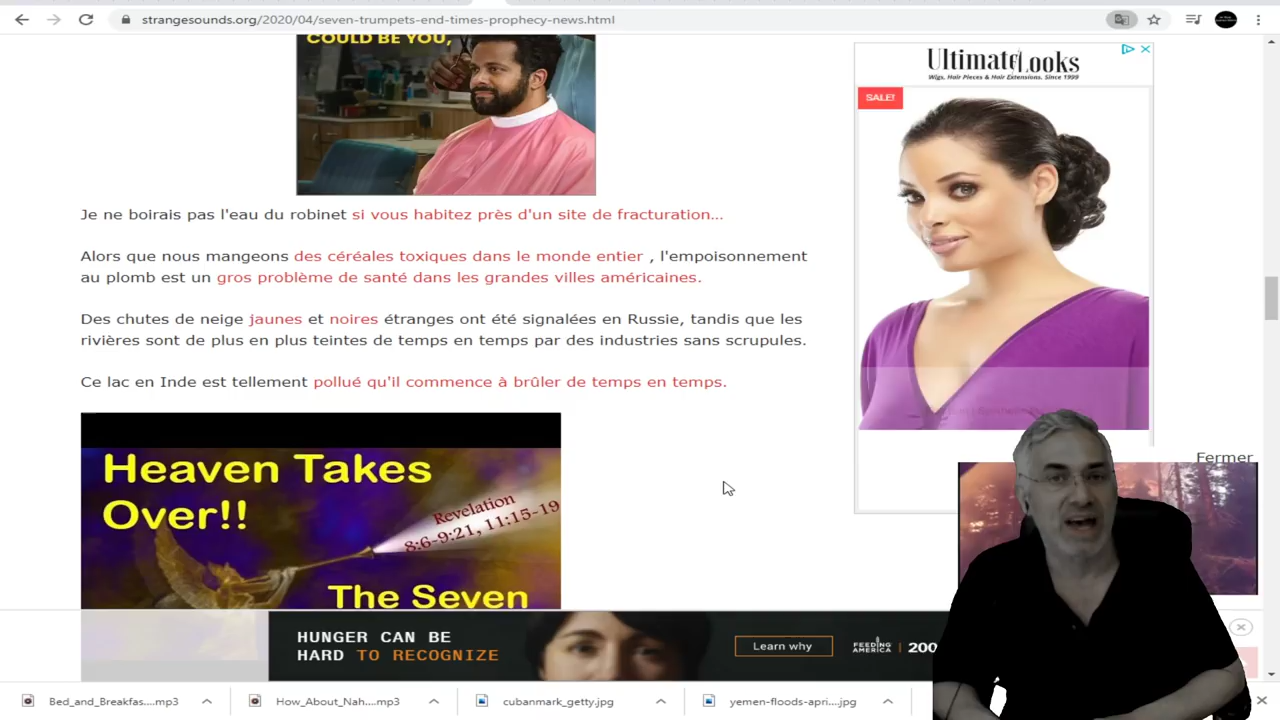 strangesounds.org/2020/04/seven-trumpets-end-times-prophecy-news.html
COULD BE YOU,
Je ne boirais pas l'eau du robinet si vous habitez près d'un site de fracturation...
Alors que nous mangeons des céréales toxiques dans le monde entier , l'empoisonnement
au plomb est un gros problème de santé dans les grandes villes américaines.
Des chutes de neige jaunes et noires étranges ont été signalées en Russie, tandis que les
rivières sont de plus en plus teintes de temps en temps par des industries sans scrupules.
Ce lac en Inde est tellement pollué qu'il commence à brûler de temps en temps.
Heaven Takes
Over!!
Revelation
8:6-9:21, 11:15-19
The Seven
UltimateLooks
Wigs, Hair Pieces & Hair Extensions. Since 1999
SALE!
Fermer
HUNGER CAN BE
HARD TO RECOGNIZE
Learn why
FEEDING
AMERICA
200
Bed_and_Breakfas....mp3
How_About_Nah....mp3
cubanmark_getty.jpg
yemen-floods-apri....jpg